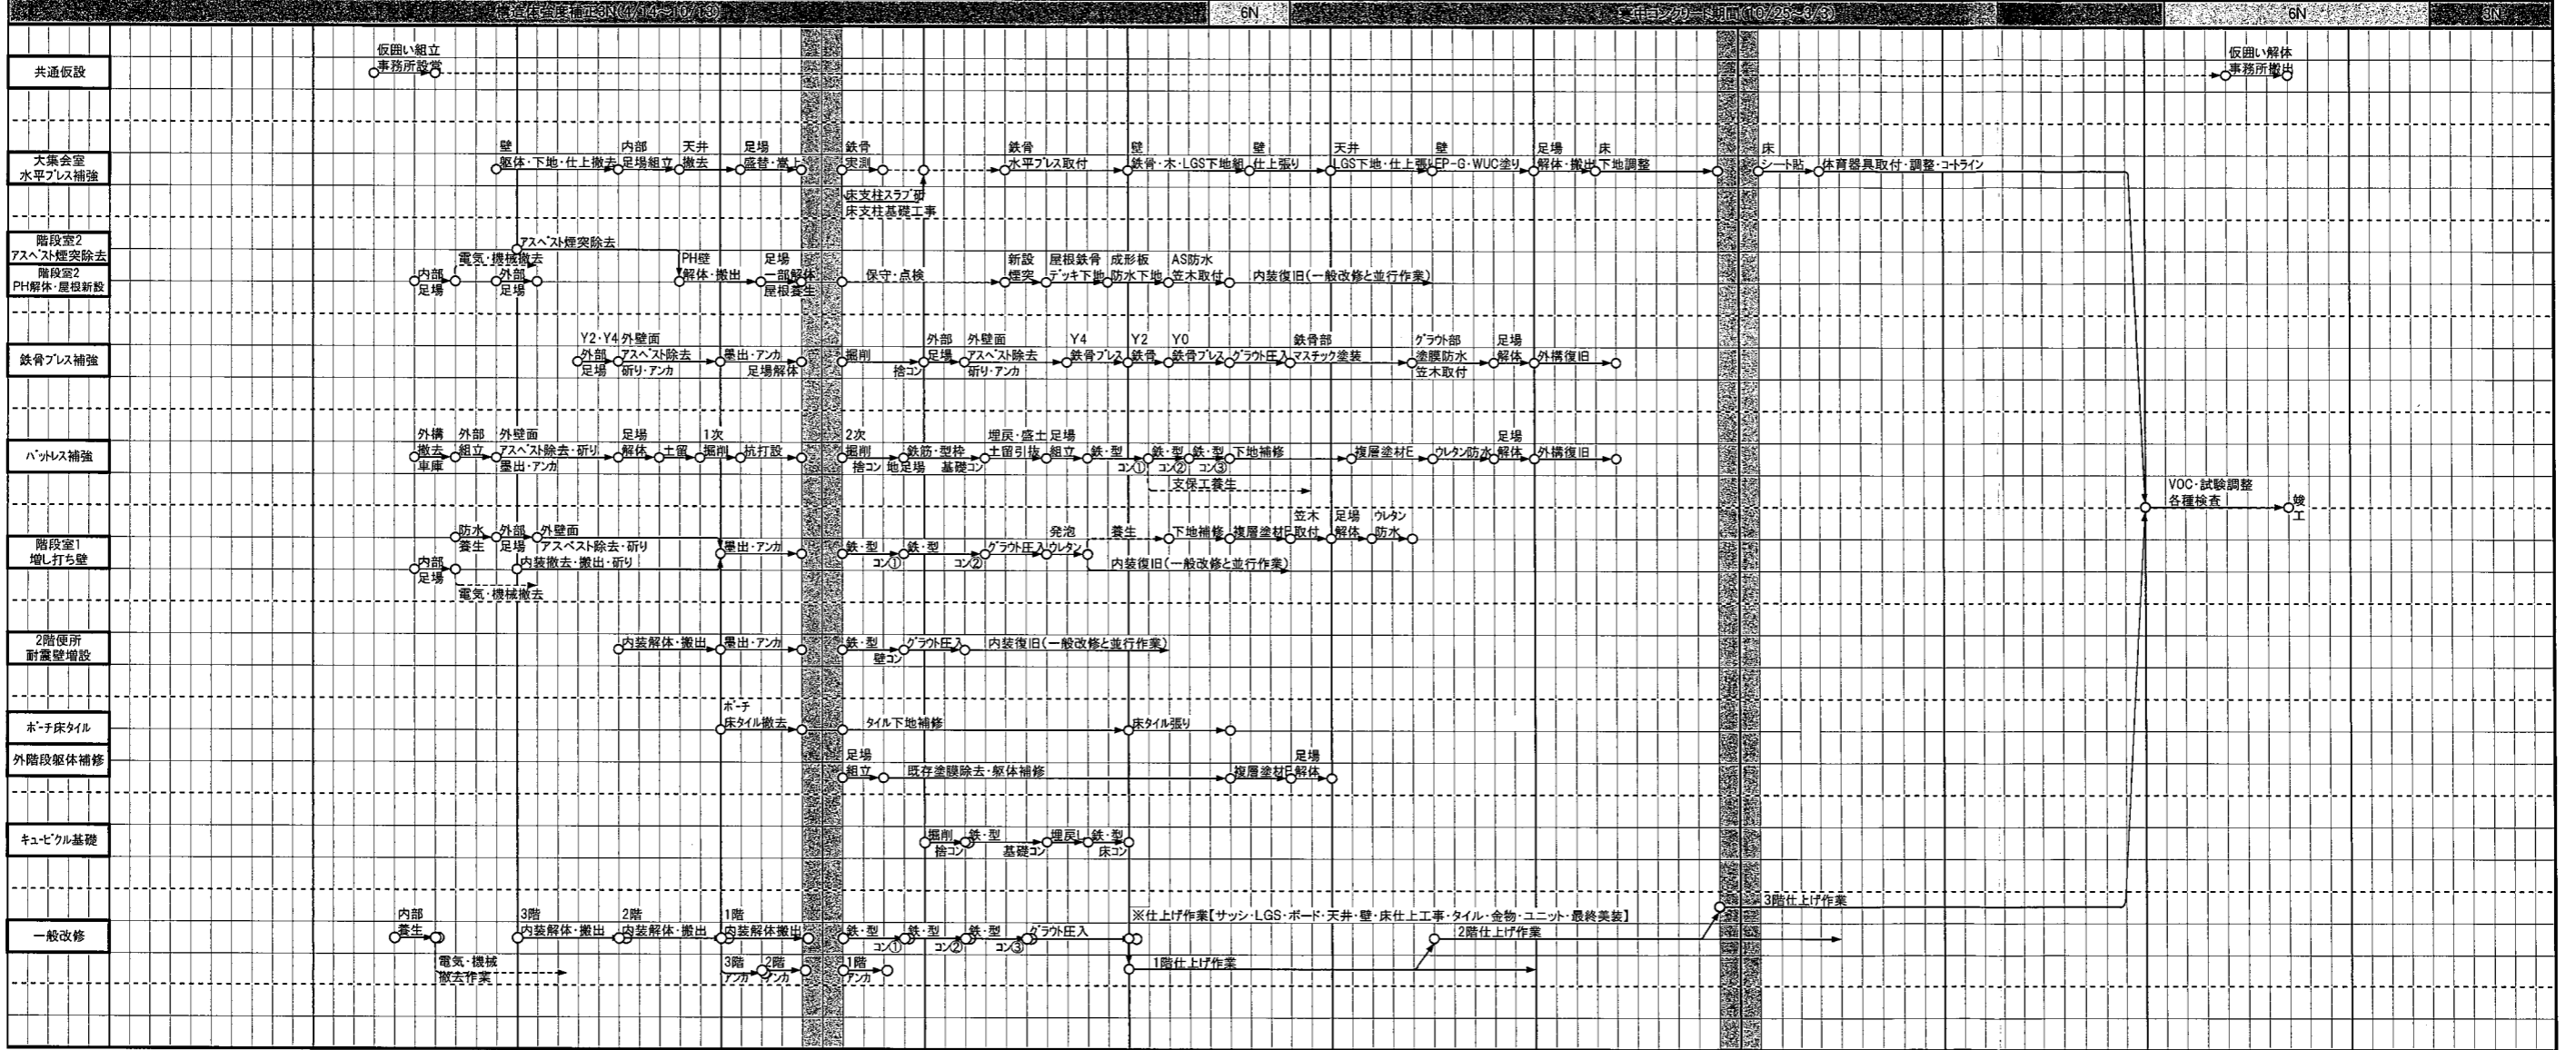 構造体強度補正3N(4/14～10/13)
6N
寒中コンクリート期間(10/25～3/3)
6N
3N
共通仮設
仮囲い組立
事務所設営
仮囲い解体
事務所搬出
大集会室
水平ブレス補強
壁
躯体・下地・仕上撤去
内部
足場組立
天井
撤去
足場
盛替・嵩上
鉄骨
実測
床支柱スラブ斫
床支柱基礎工事
鉄骨
水平ブレス取付
壁
鉄骨・木・LGS下地組
壁
仕上張り
天井
LGS下地・仕上張り
壁
EP-G・WUC塗り
足場
解体・搬出
床
下地調整
床
シート貼
体育器具取付・調整・コートライン
階段室2
アスベスト煙突除去
アスベスト煙突除去
階段室2
PH解体・屋根新設
内部
足場
電気・機械撤去
外部
足場
PH壁
解体・搬出
足場
一部解体
屋根養生
保守・点検
新設
煙突
屋根鉄骨
デッキ下地
成形板
防水下地
AS防水
笠木取付
内装復旧(一般改修と並行作業)
鉄骨ブレス補強
Y2・Y4
外部
足場
外壁面
アスベスト除去
斫り・アンカ
墨出・アンカ
足場解体
掘削
捨コン
外部
足場
外壁面
アスベスト除去
斫り・アンカ
Y4
鉄骨ブレス
Y2
鉄骨
Y0
鉄骨ブレス
グラウト圧入
鉄骨部
マスチック塗装
グラウト部
塗膜防水
笠木取付
足場
解体
外構復旧
バットレス補強
外構
撤去
車庫
外部
組立
外壁面
アスベスト除去・斫り
墨出・アンカ
足場
解体
土留
1次
掘削
杭打設
2次
掘削
捨コン
地足場
鉄筋・型枠
基礎コン
埋戻・盛土
土留引抜
足場
組立
鉄・型
コン①
鉄・型
コン②
鉄・型
コン③
下地補修
支保工養生
複層塗材E
ウレタン防水
足場
解体
外構復旧
VOC・試験調整
各種検査
竣
工
階段室1
増し打ち壁
防水
養生
外部
足場
外壁面
アスベスト除去・斫り
内部
足場
内装撤去・搬出・斫り
電気・機械撤去
墨出・アンカ
鉄・型
コン①
鉄・型
コン②
グラウト圧入
発泡
ウレタン
養生
下地補修
複層塗材E
笠木
取付
足場
解体
ウレタン
防水
内装復旧(一般改修と並行作業)
2階便所
耐震壁増設
内装解体・搬出
墨出・アンカ
鉄・型
壁コン
グラウト圧入
内装復旧(一般改修と並行作業)
ポーチ床タイル
ポーチ
床タイル撤去
タイル下地補修
床タイル張り
外階段躯体補修
足場
組立
既存塗膜除去・躯体補修
複層塗材E
足場
解体
キュービクル基礎
掘削
捨コン
鉄・型
基礎コン
埋戻し
鉄・型
床コン
一般改修
内部
養生
電気・機械
撤去作業
3階
内装解体・搬出
2階
内装解体・搬出
1階
内装解体搬出
3階
アンカ
2階
アンカ
1階
アンカ
鉄・型
コン①
鉄・型
コン②
鉄・型
コン③
グラウト圧入
※仕上げ作業【サッシ・LGS・ボード・天井・壁・床仕上工事・タイル・金物・ユニット・最終美装】
1階仕上げ作業
2階仕上げ作業
3階仕上げ作業